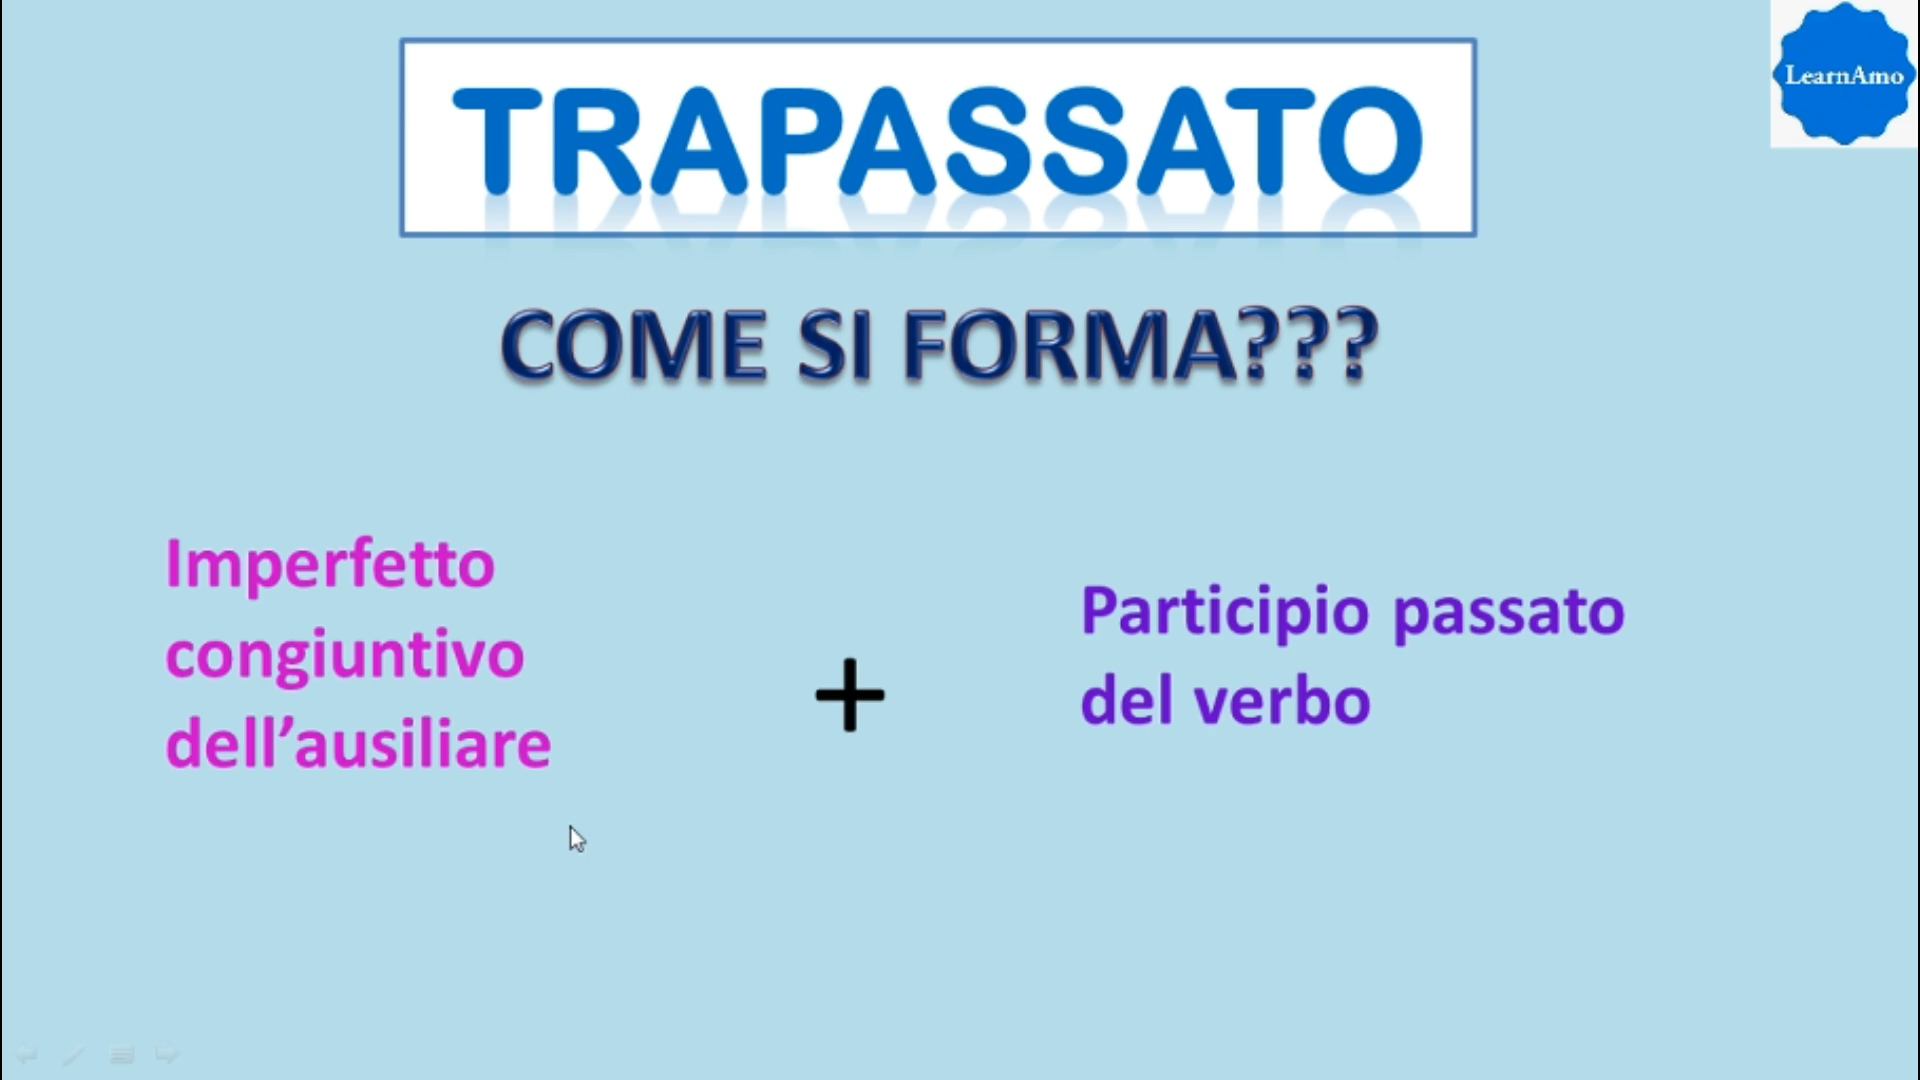 LearnAmo
TRAPASSATO
COME SI FORMA???
Imperfetto
congiuntivo
dell’ausiliare
+
Participio passato
del verbo